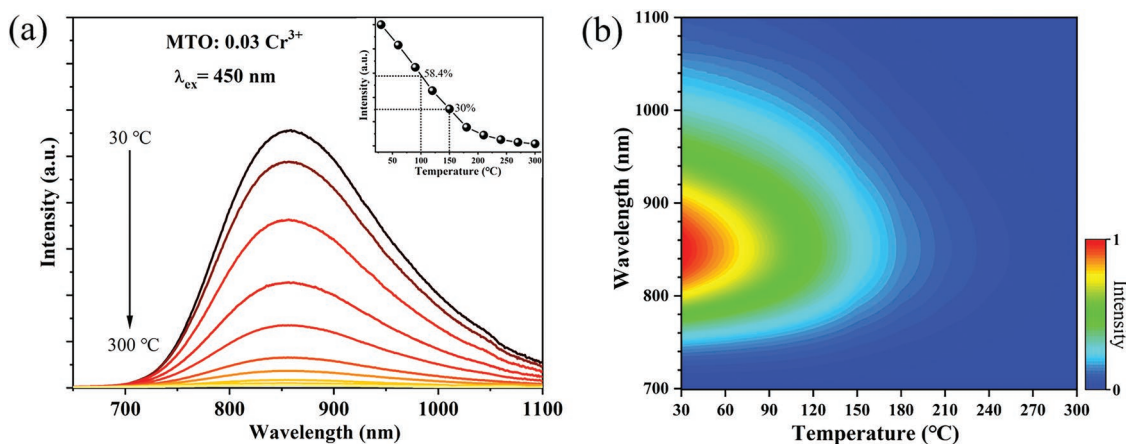 (a)
MTO: 0.03 Cr3+
λex= 450 nm
30 ℃
300 ℃
Intensity (a.u.)
700 800 900 1000 1100
Wavelength (nm)
Intensity (a.u.)
58.4%
30%
50 100 150 200 250 300
Temperature (℃)
(b)
1100
1000
900
800
700
Wavelength (nm)
30 60 90 120 150 180 210 240 270 300
Temperature (℃)
1
0
Intensity